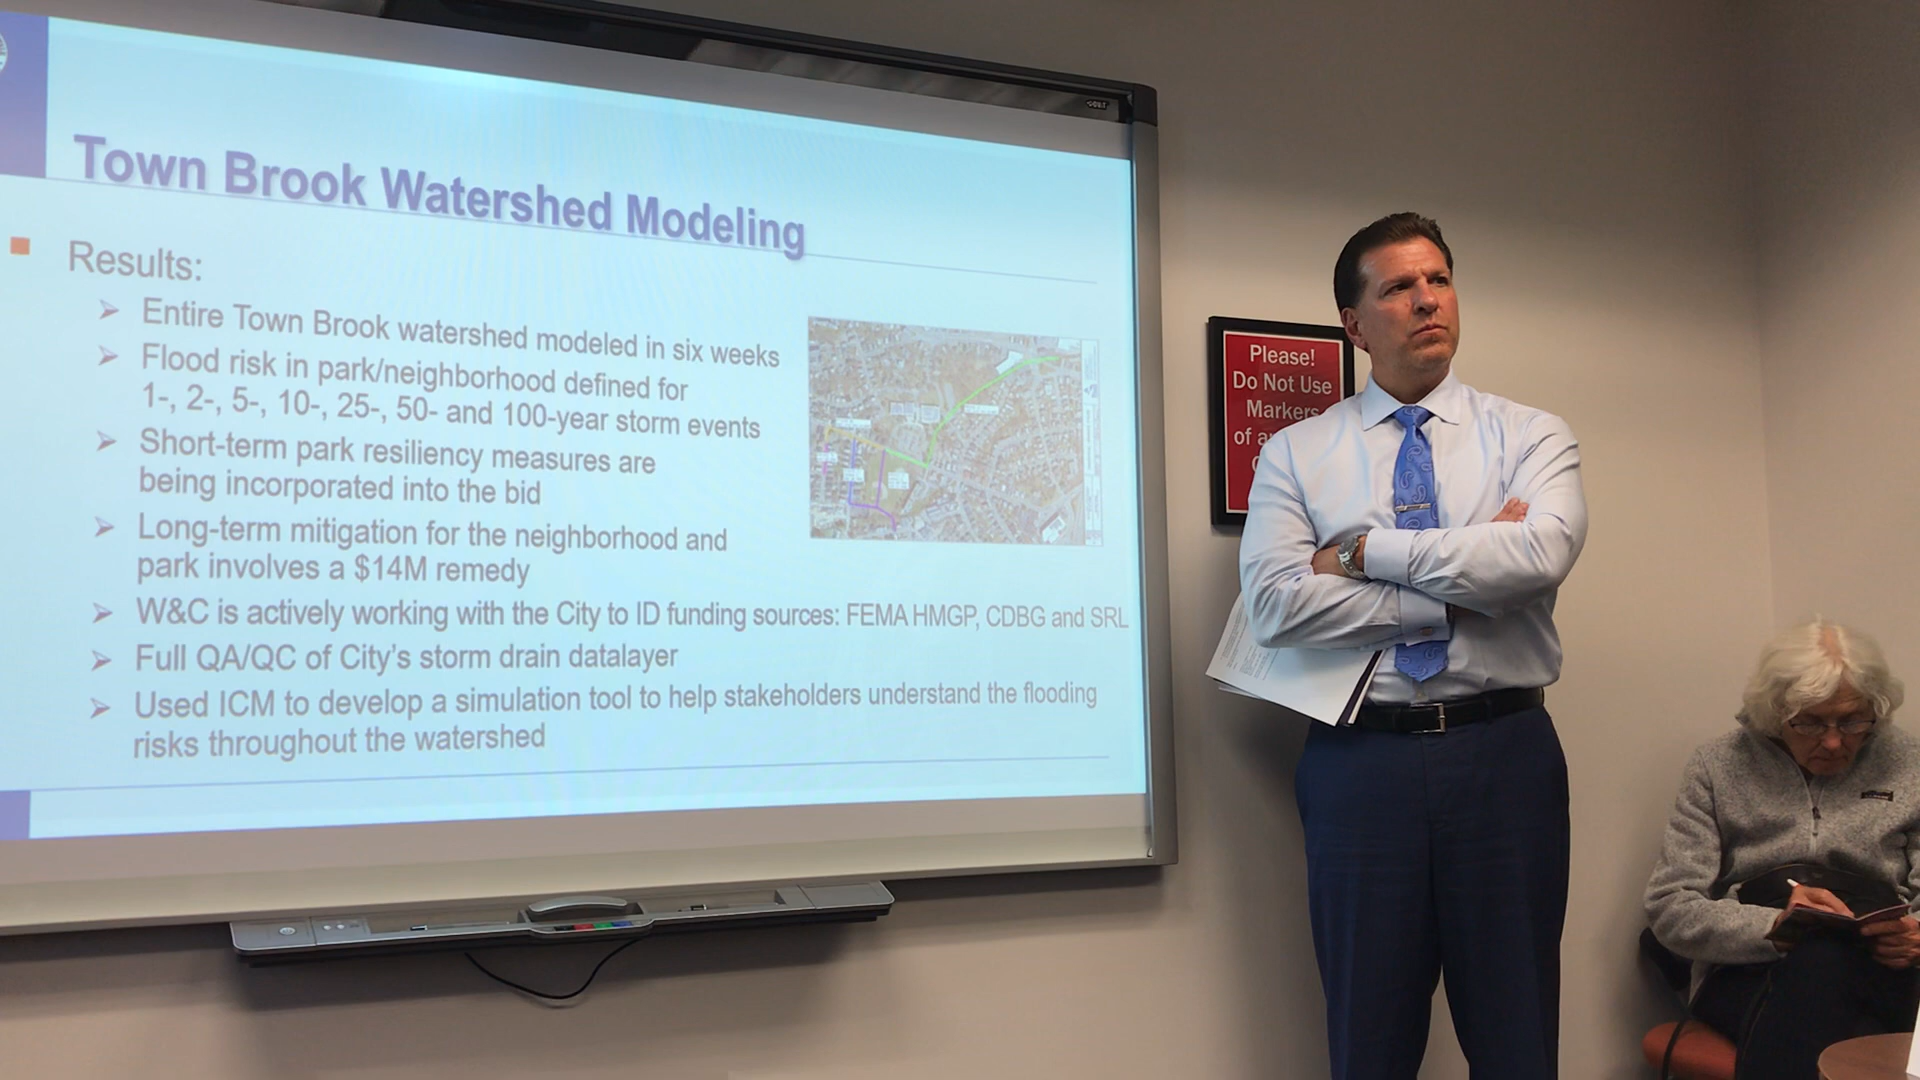 Town Brook Watershed Modeling
Results:
Entire Town Brook watershed modeled in six weeks
Flood risk in park/neighborhood defined for
1-, 2-, 5-, 10-, 25-, 50- and 100-year storm events
Short-term park resiliency measures are
being incorporated into the bid
Long-term mitigation for the neighborhood and
park involves a $14M remedy
W&C is actively working with the City to ID funding sources: FEMA HMGP, CDBG and SRL
Full QA/QC of City's storm drain datalayer
Used ICM to develop a simulation tool to help stakeholders understand the flooding
risks throughout the watershed
Please!
Do Not Use
Markers
of